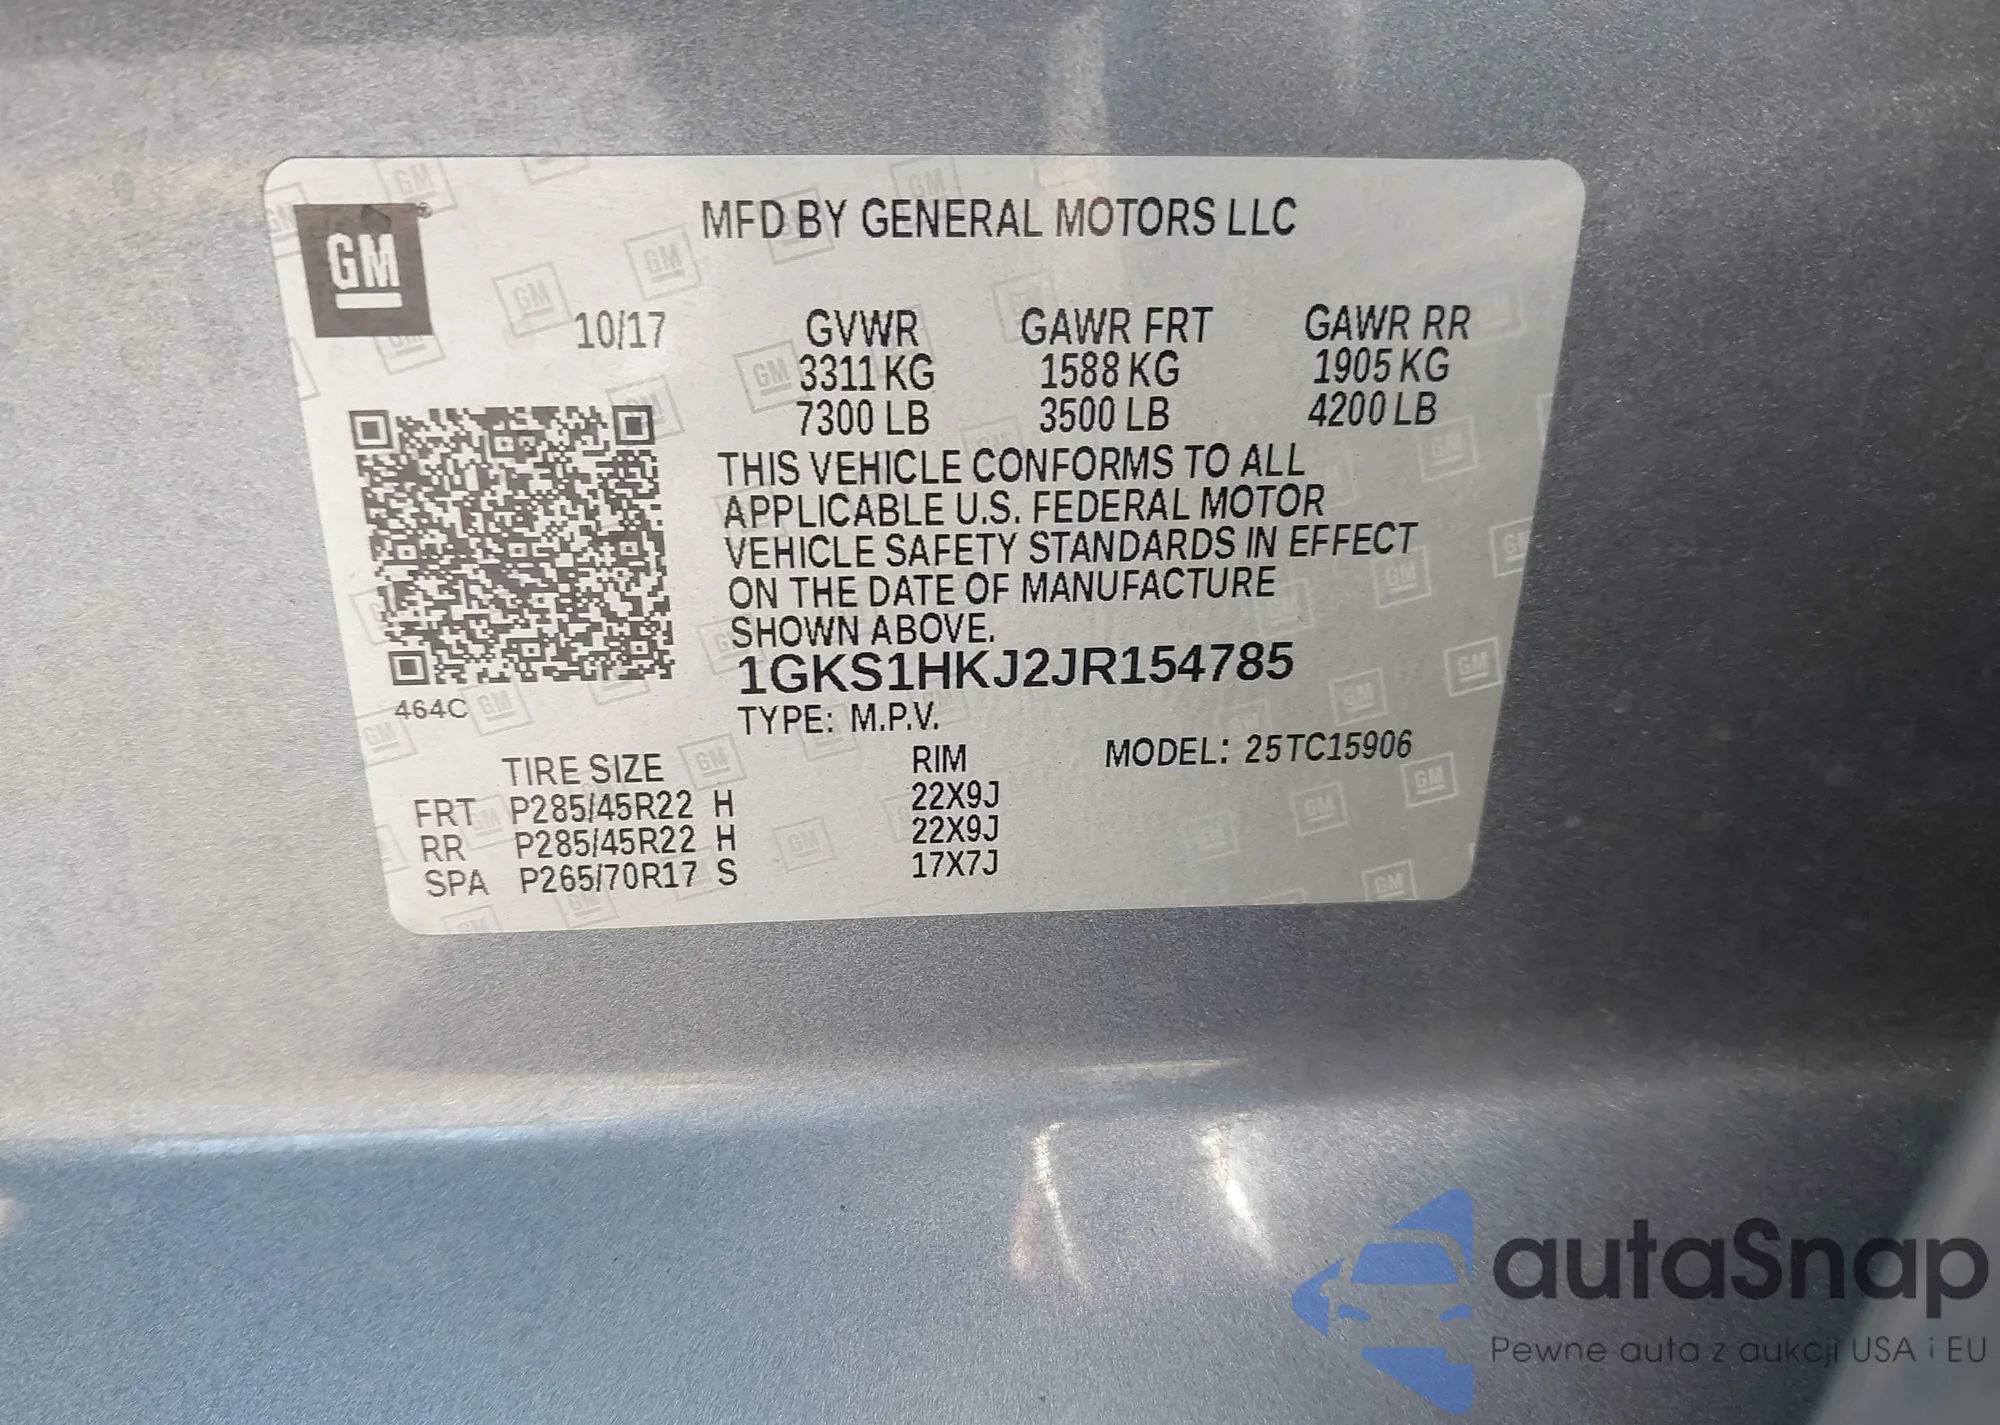 MFD BY GENERAL MOTORS LLC
GM
10/17 GVWR GAWR FRT GAWR RR
3311 KG 1588 KG 1905 KG
7300 LB 3500 LB 4200 LB
THIS VEHICLE CONFORMS TO ALL
APPLICABLE U.S. FEDERAL MOTOR
VEHICLE SAFETY STANDARDS IN EFFECT
ON THE DATE OF MANUFACTURE
SHOWN ABOVE.
1GKS1HKJ2JR154785
464C
TYPE: M.P.V.
TIRE SIZE RIM MODEL: 25TC15906
FRT P285/45R22 H 22X9J
RR P285/45R22 H 22X9J
SPA P265/70R17 S 17X7J
autaSnap
Pewne auta z aukcji USA i EU